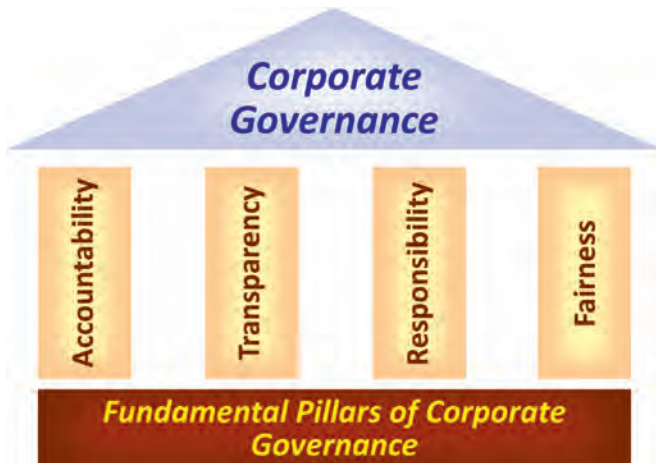 Corporate
Governance
Accountability
Transparency
Responsibility
Fairness
Fundamental Pillars of Corporate
Governance